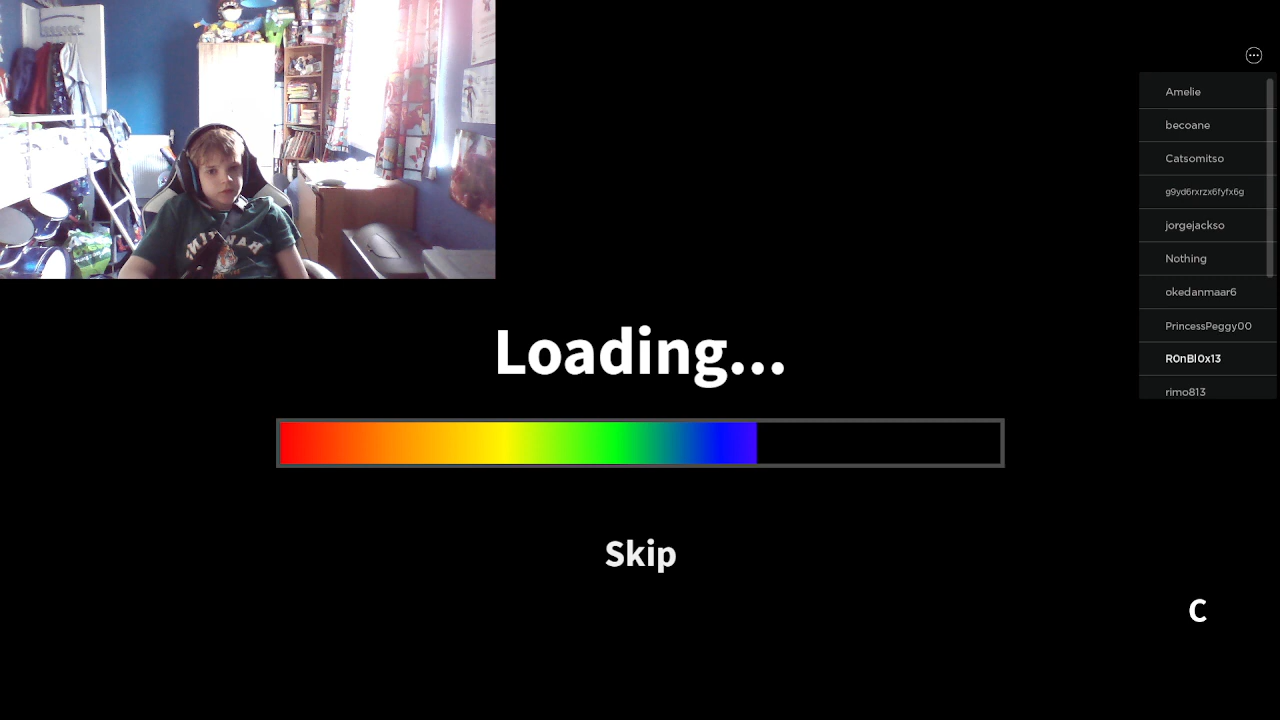 Amelie
becoane
Catsomitso
g9yd6rxrzx6fyfx6g
jorgejackso
Nothing
okedanmaar6
PrincessPeggy00
R0nBl0x13
rimo813
Loading...
Skip
C